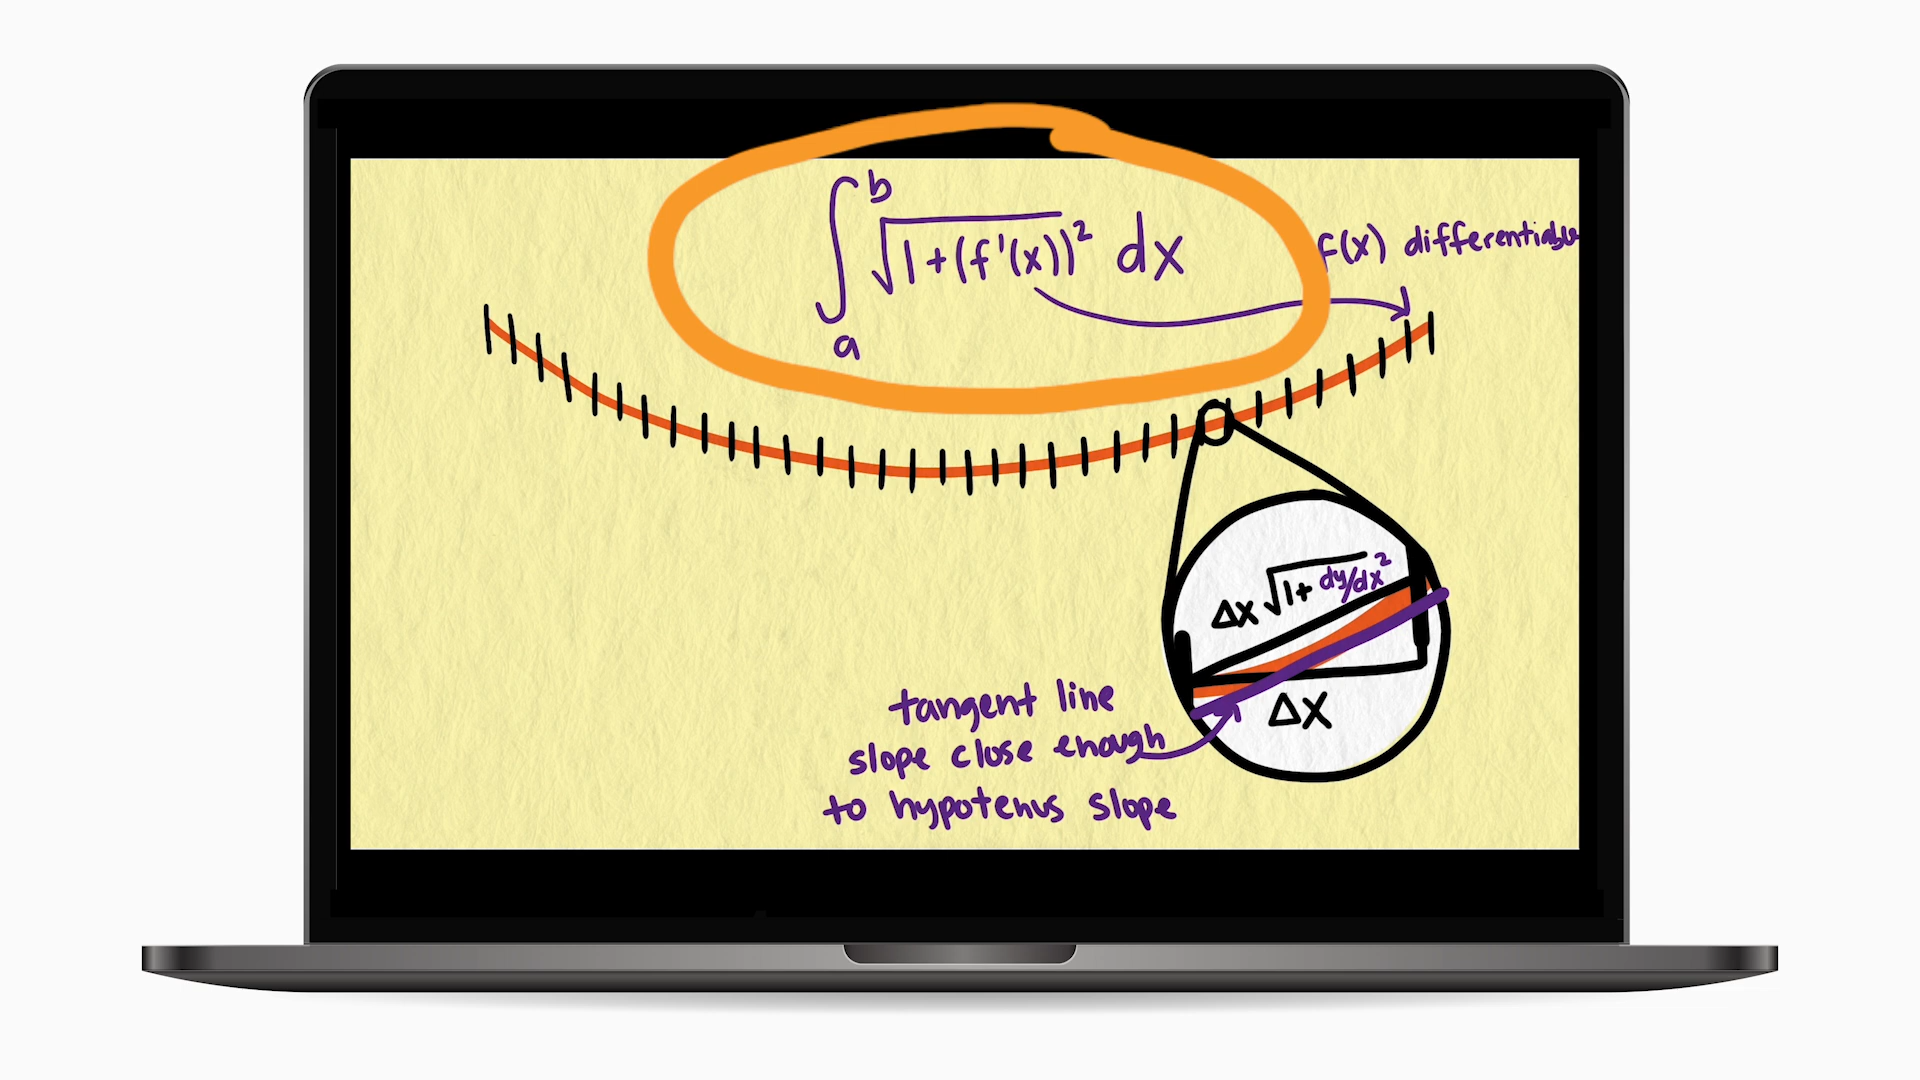 ∫ₐᵇ √1+(f'(x))² dx
f(x) differentiable
Δx √1+ dy/dx²
Δx
tangent line
slope close enough
to hypotenus slope